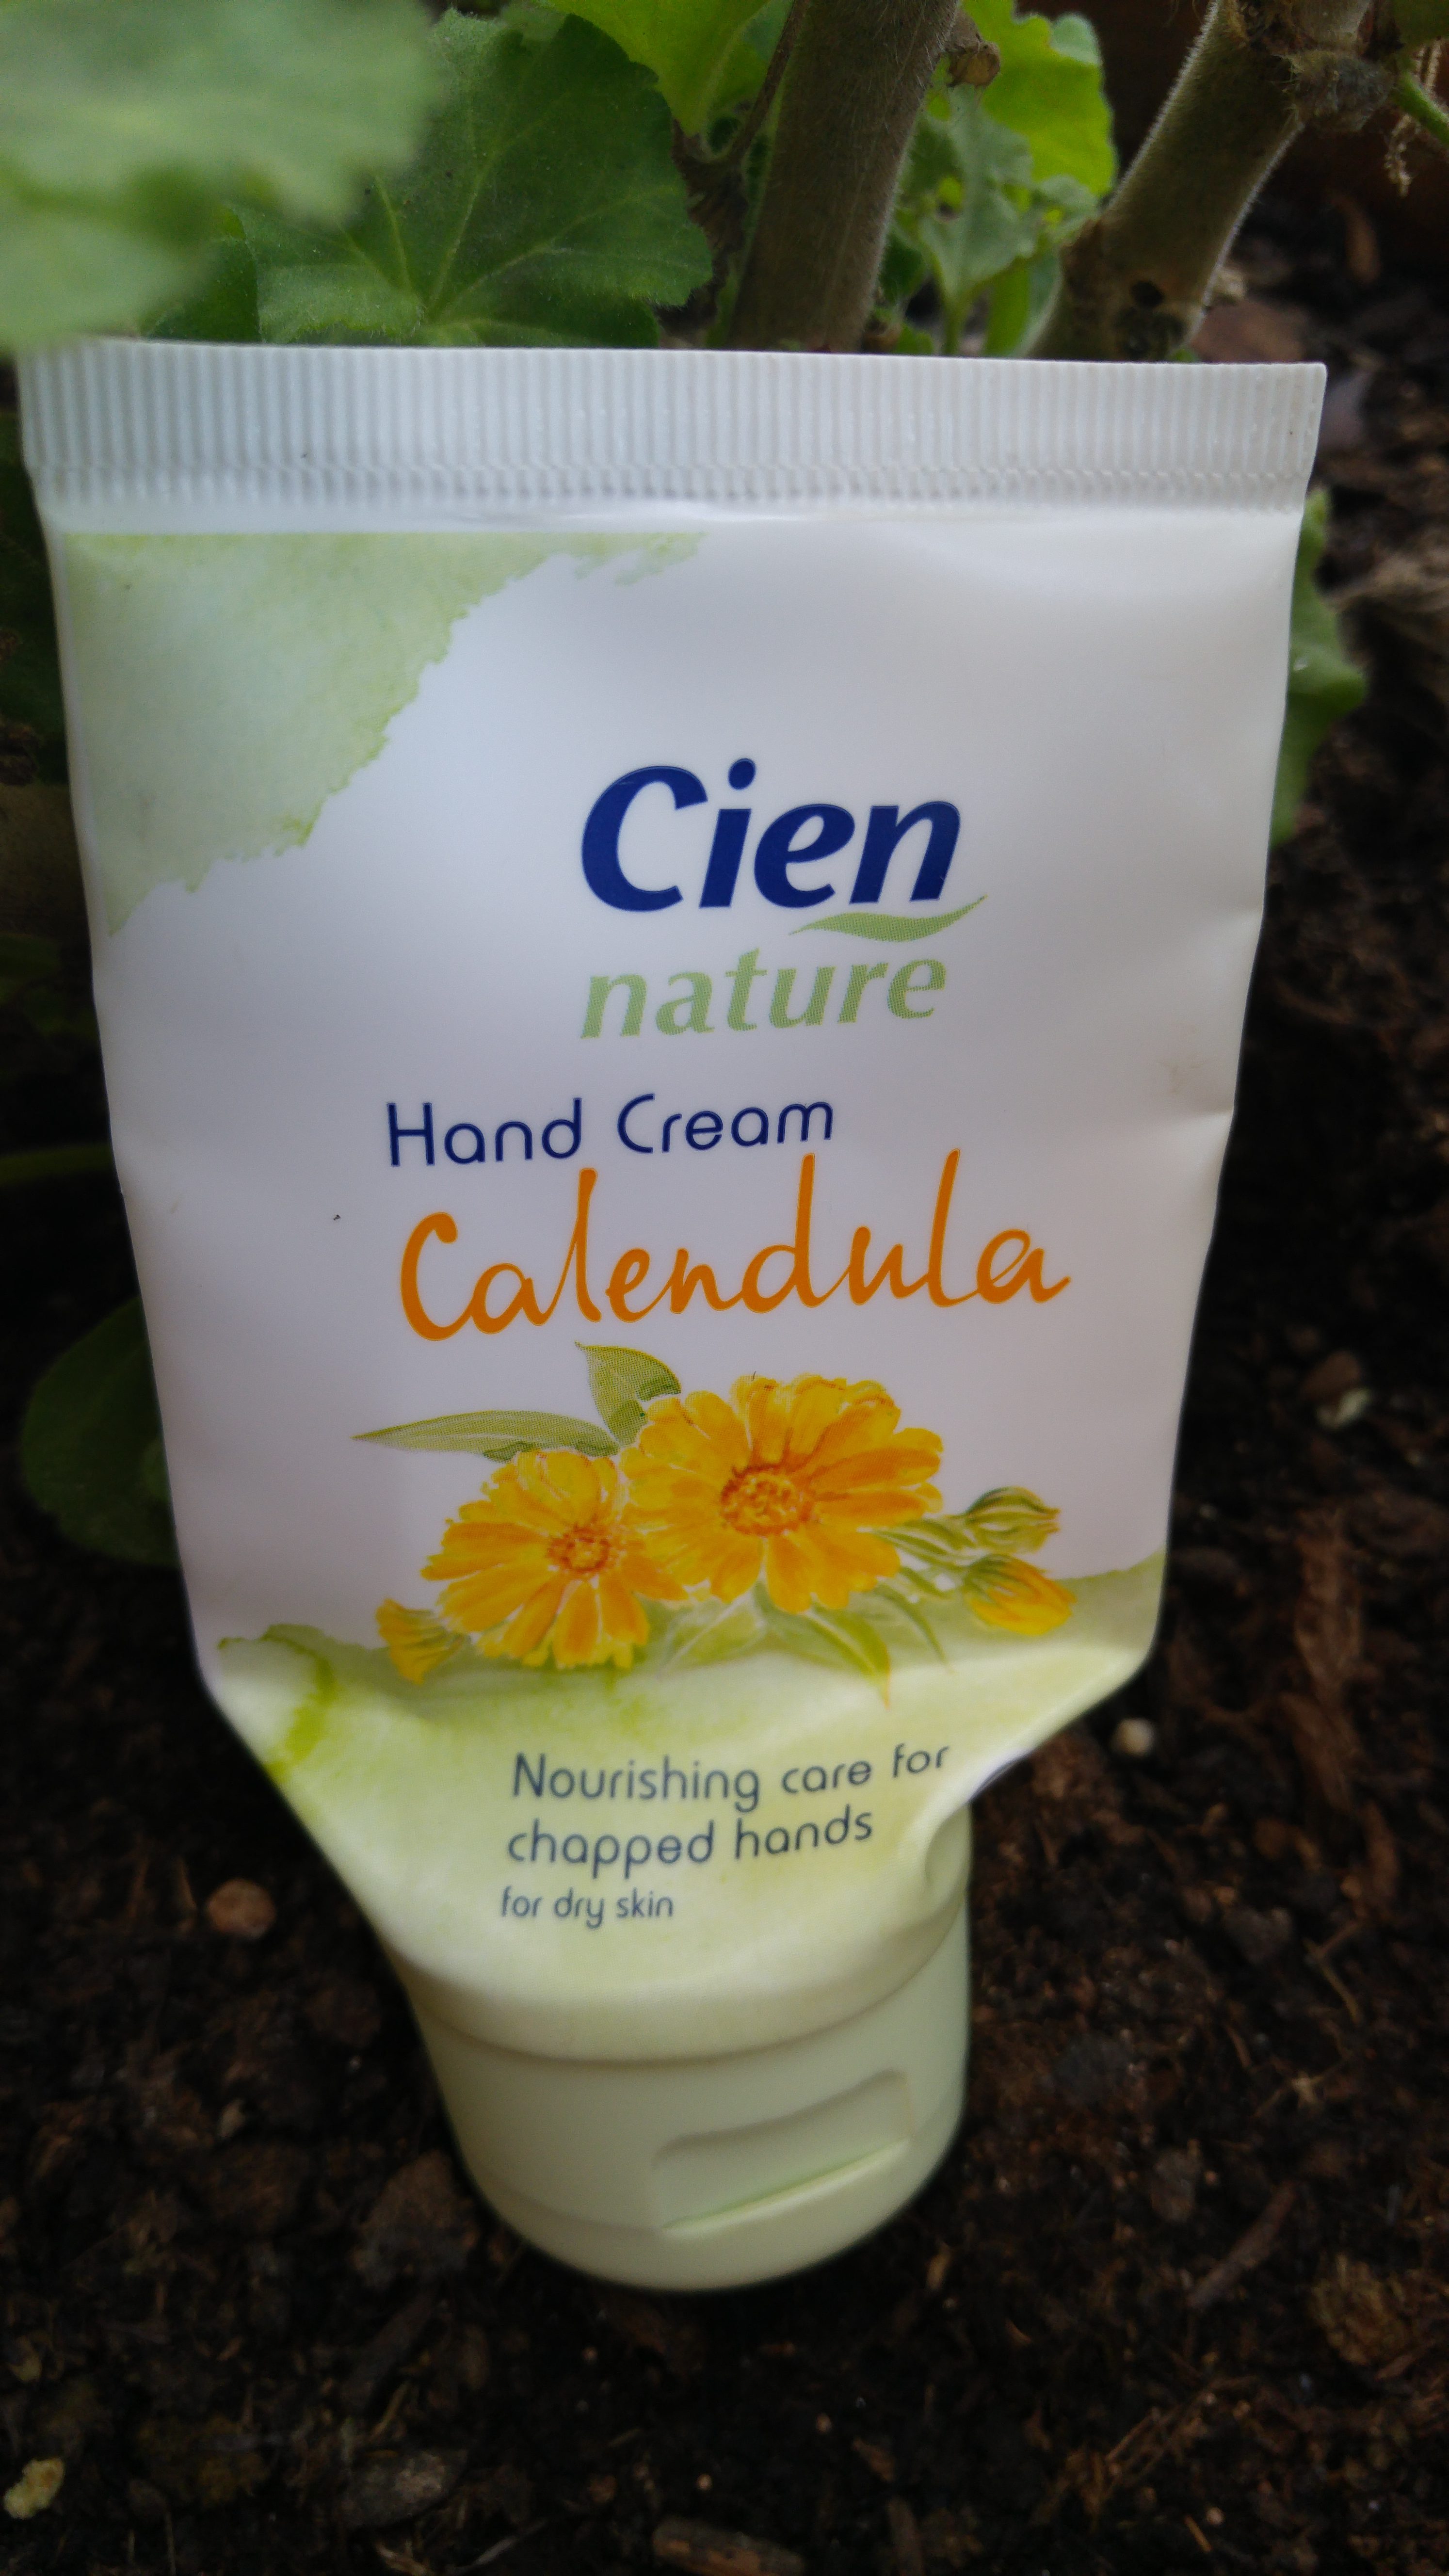 Cien
nature
Hand Cream
Calendula
Nourishing care for
chapped hands
for dry skin